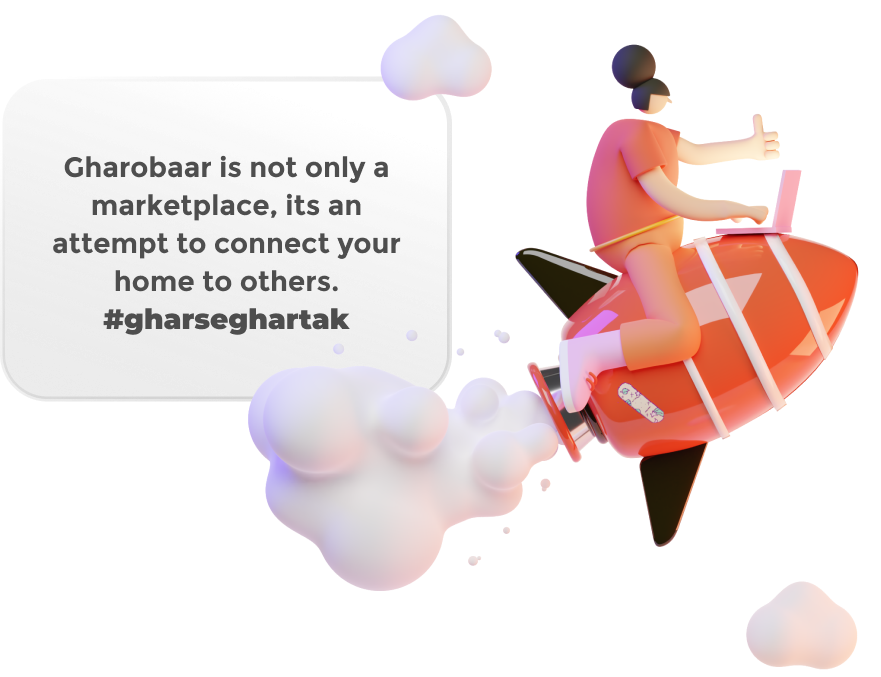 Gharobaar is not only a
marketplace, its an
attempt to connect your
home to others.
#gharseghartak